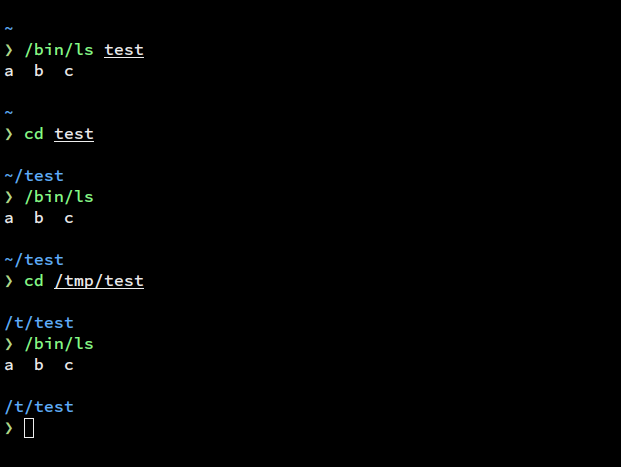 ~
❯ /bin/ls test
a  b  c
~
❯ cd test
~/test
❯ /bin/ls
a  b  c
~/test
❯ cd /tmp/test
/t/test
❯ /bin/ls
a  b  c
/t/test
❯